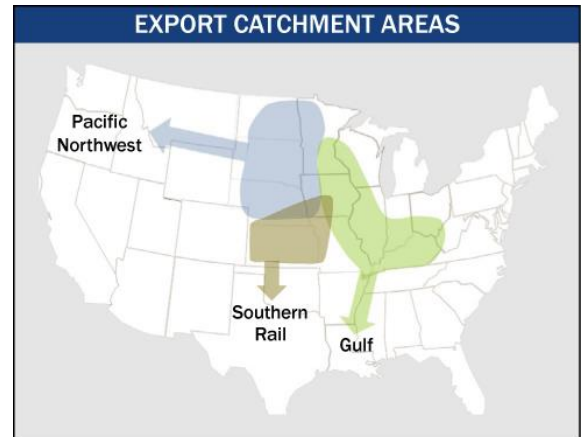 EXPORT CATCHMENT AREAS
Pacific
Northwest
Southern
Rail
Gulf